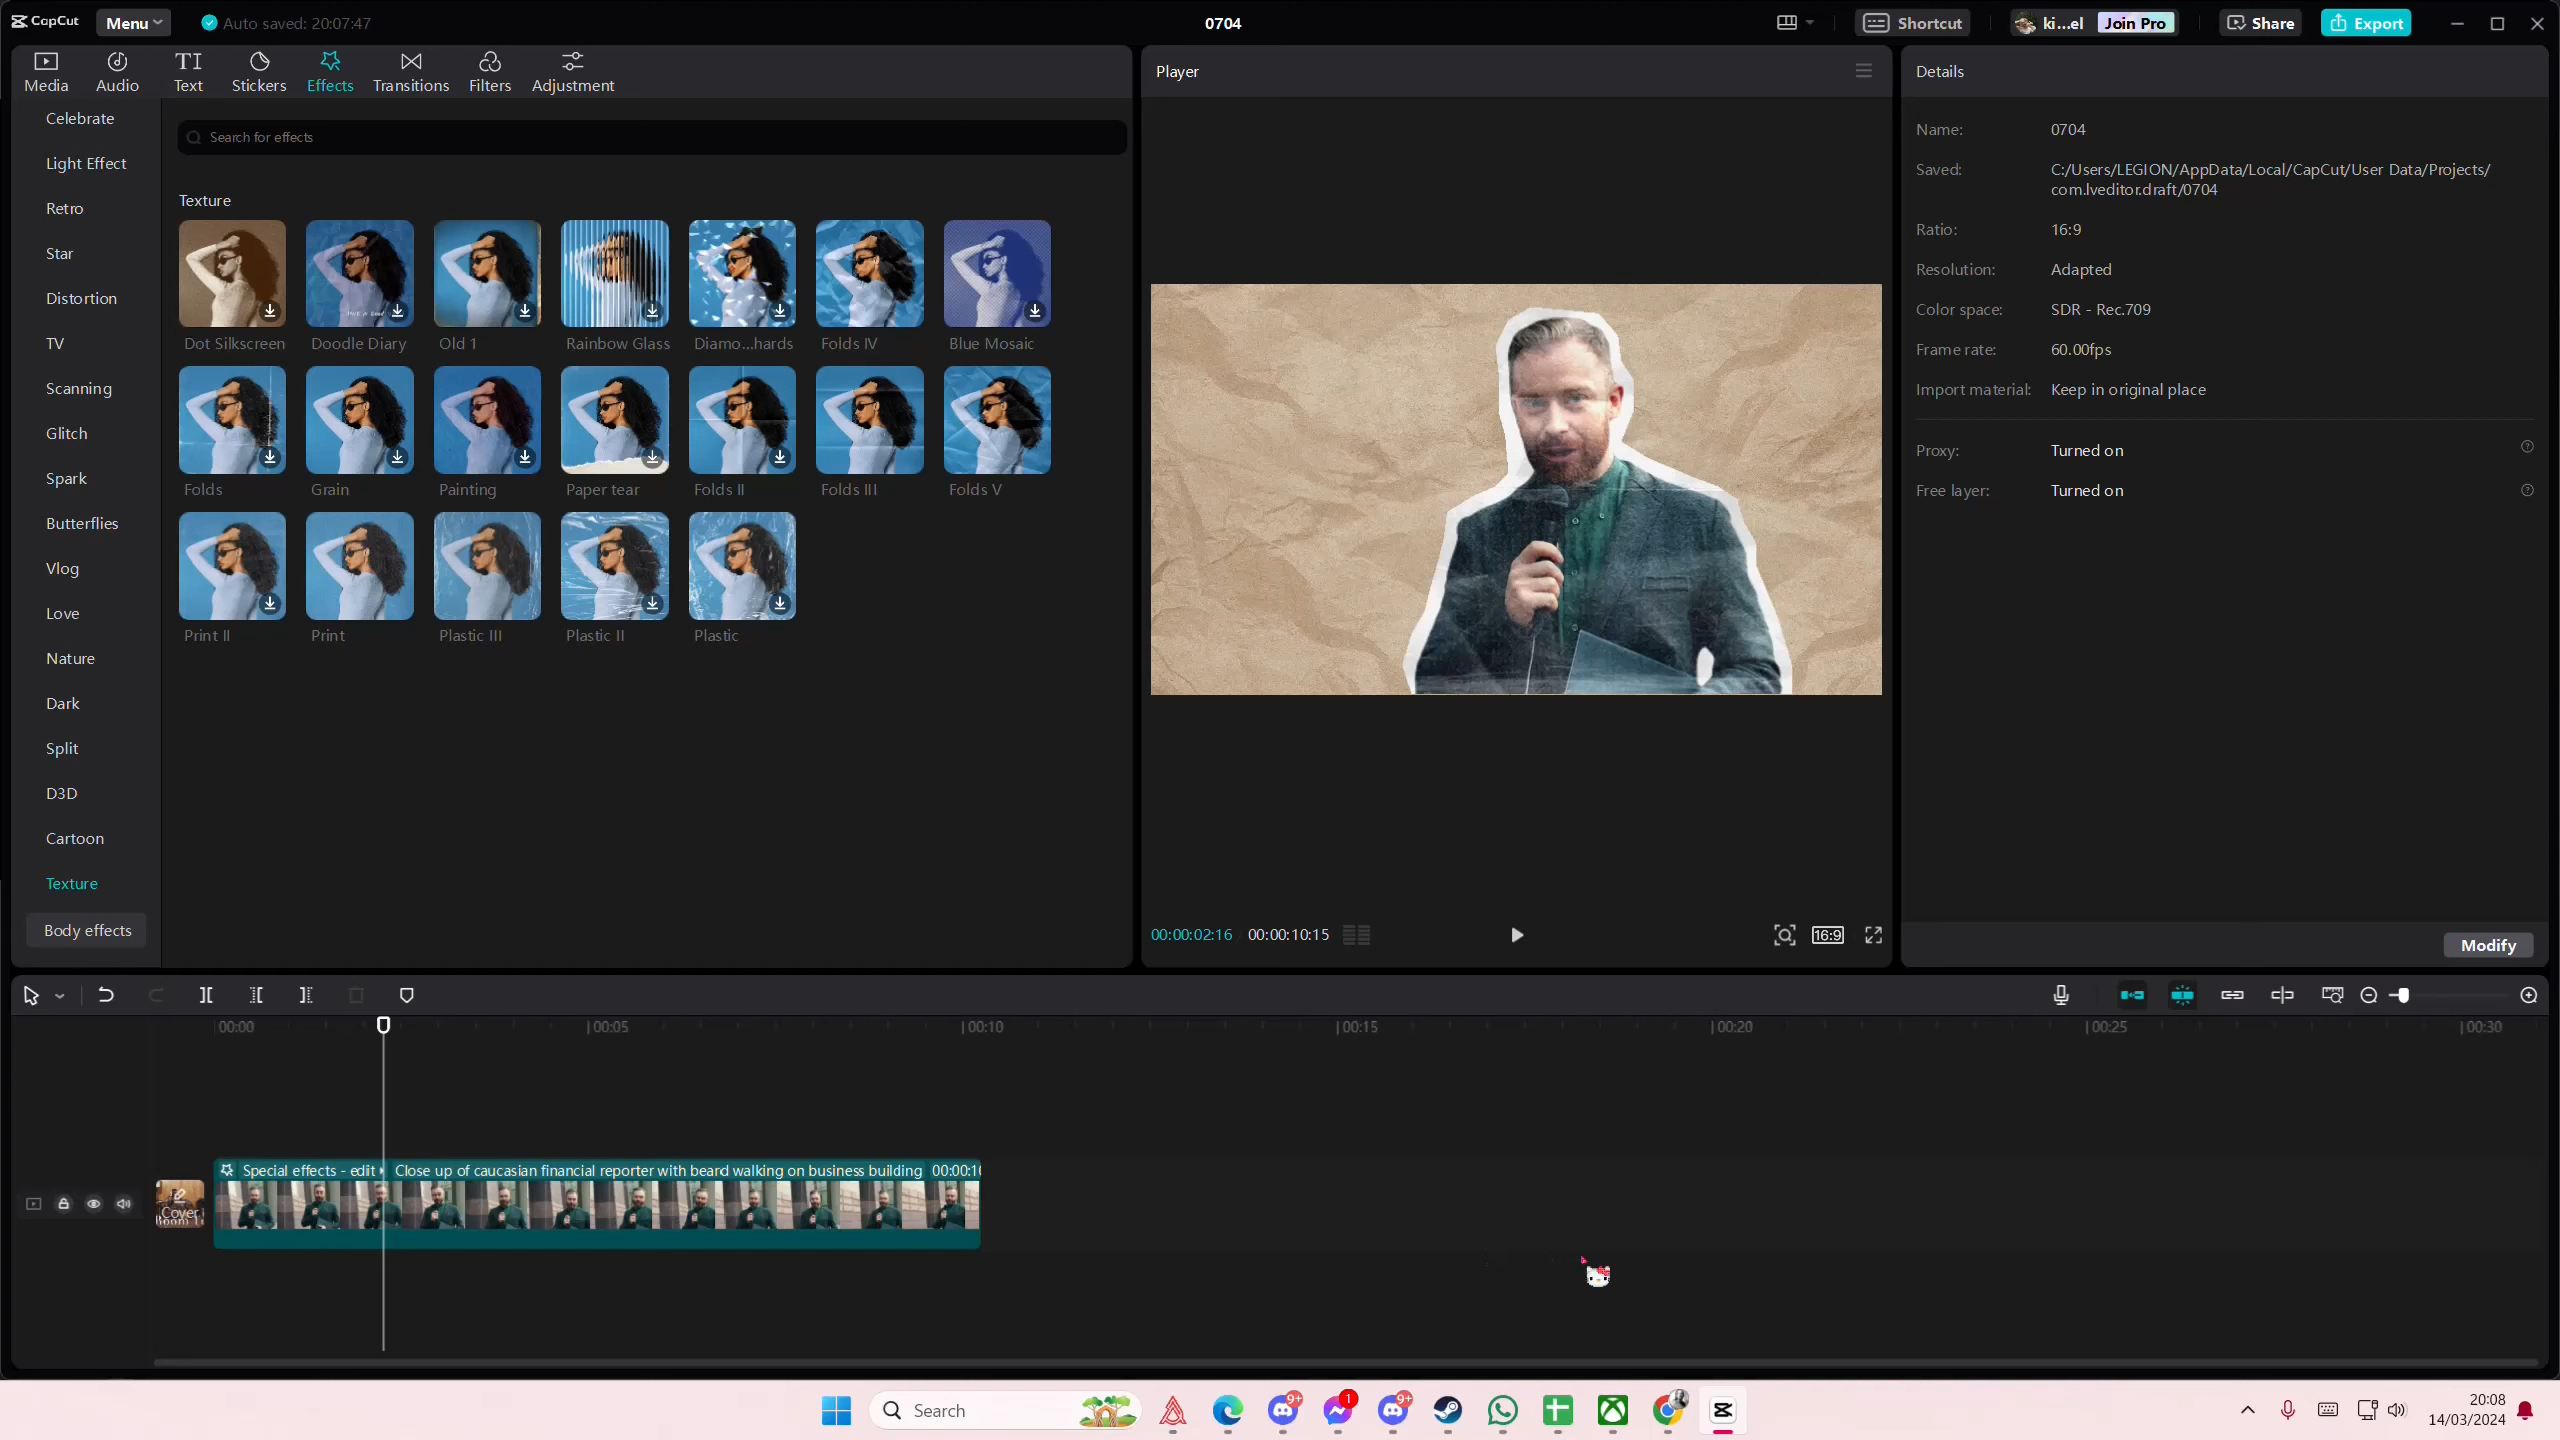 CapCut
Menu
Auto saved: 20:07:47
0704
Shortcut
ki...el
Join Pro
Share
Export
Media
Audio
Text
Stickers
Effects
Transitions
Filters
Adjustment
Celebrate
Light Effect
Retro
Star
Distortion
TV
Scanning
Glitch
Spark
Butterflies
Vlog
Love
Nature
Dark
Split
D3D
Cartoon
Texture
Body effects
Search for effects
Texture
Dot Silkscreen
Doodle Diary
Old 1
Rainbow Glass
Diamo...hards
Folds IV
Blue Mosaic
Folds
Grain
Painting
Paper tear
Folds II
Folds III
Folds V
Print II
Print
Plastic III
Plastic II
Plastic
Player
00:00:02:16
00:00:10:15
16:9
Details
Name: 0704
Saved: C:/Users/LEGION/AppData/Local/CapCut/User Data/Projects/
com.lveditor.draft/0704
Ratio: 16:9
Resolution: Adapted
Color space: SDR - Rec.709
Frame rate: 60.00fps
Import material: Keep in original place
Proxy: Turned on
Free layer: Turned on
Modify
00:00
00:05
00:10
00:15
00:20
00:25
00:30
Special effects - edit
Close up of caucasian financial reporter with beard walking on business building
00:00:10
Cover
Search
9+
1
9+
20:08
14/03/2024